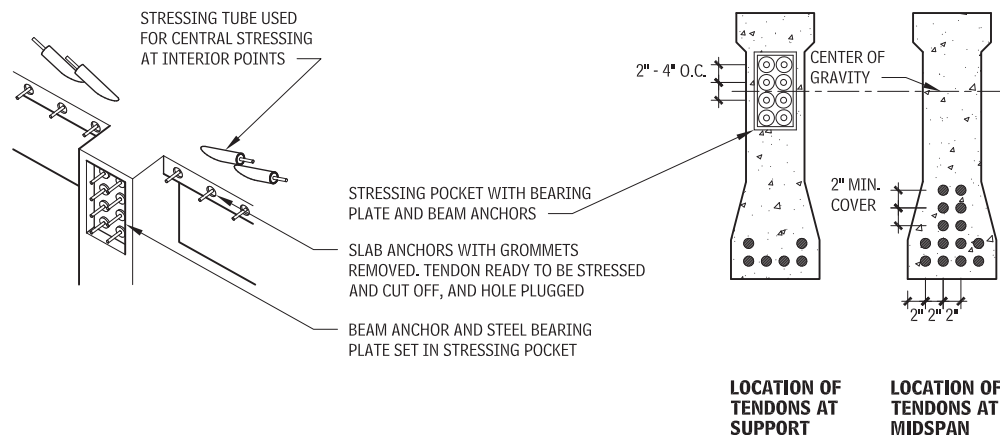 STRESSING TUBE USED
FOR CENTRAL STRESSING
AT INTERIOR POINTS
STRESSING POCKET WITH BEARING
PLATE AND BEAM ANCHORS
SLAB ANCHORS WITH GROMMETS
REMOVED. TENDON READY TO BE STRESSED
AND CUT OFF, AND HOLE PLUGGED
BEAM ANCHOR AND STEEL BEARING
PLATE SET IN STRESSING POCKET
2" - 4" O.C.
CENTER OF
GRAVITY
2" MIN.
COVER
2" 2" 2"
LOCATION OF
TENDONS AT
SUPPORT
LOCATION OF
TENDONS AT
MIDSPAN